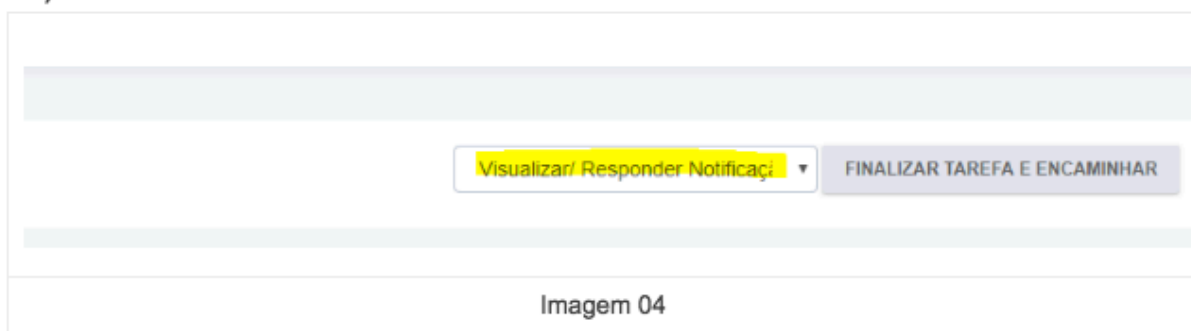 Visualizar/ Responder Notificaçã
FINALIZAR TAREFA E ENCAMINHAR
Imagem 04